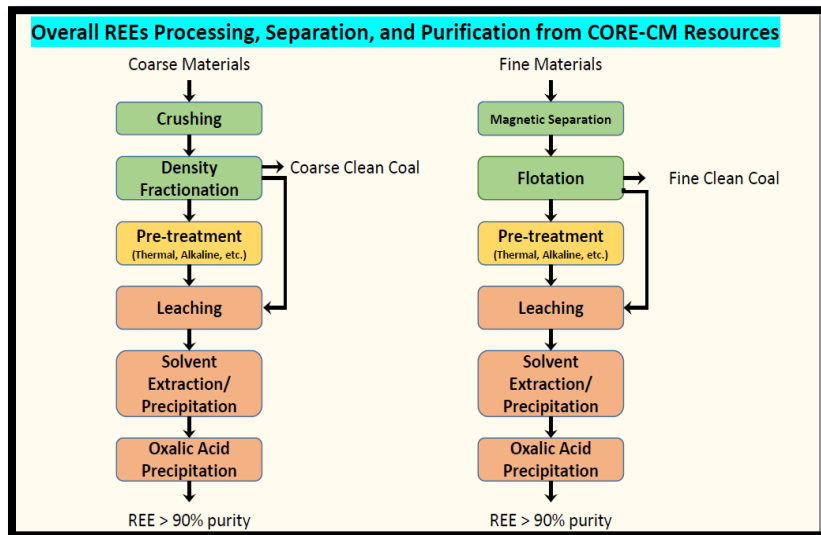 Overall REEs Processing, Separation, and Purification from CORE-CM Resources
Coarse Materials
Crushing
Density
Fractionation
Coarse Clean Coal
Pre-treatment
(Thermal, Alkaline, etc.)
Leaching
Solvent
Extraction/
Precipitation
Oxalic Acid
Precipitation
REE > 90% purity
Fine Materials
Magnetic Separation
Flotation
Fine Clean Coal
Pre-treatment
(Thermal, Alkaline, etc.)
Leaching
Solvent
Extraction/
Precipitation
Oxalic Acid
Precipitation
REE > 90% purity